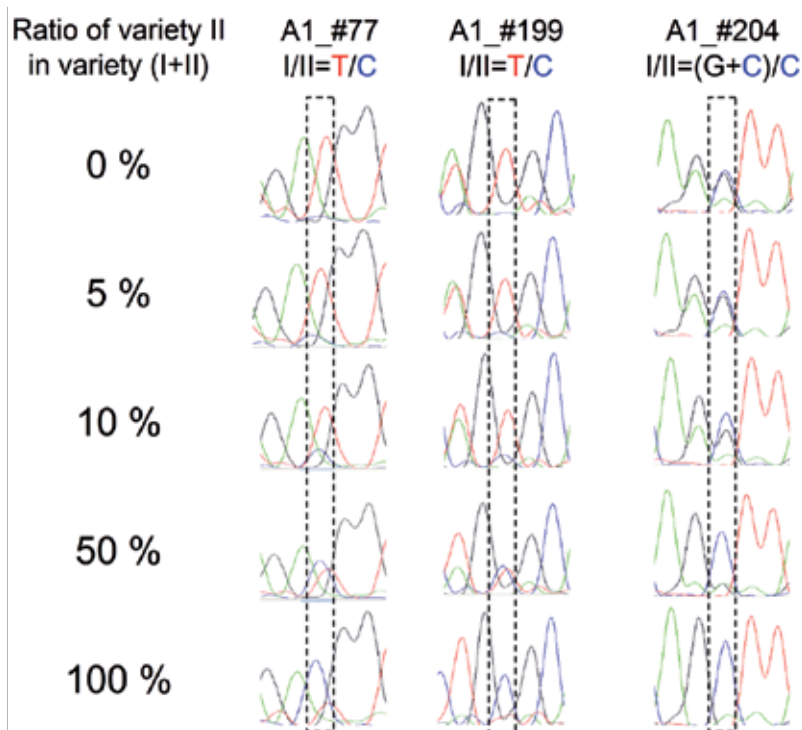 Ratio of variety II
in variety (I+II)
A1_#77
I/II=T/C
A1_#199
I/II=T/C
A1_#204
I/II=(G+C)/C
0 %
5 %
10 %
50 %
100 %